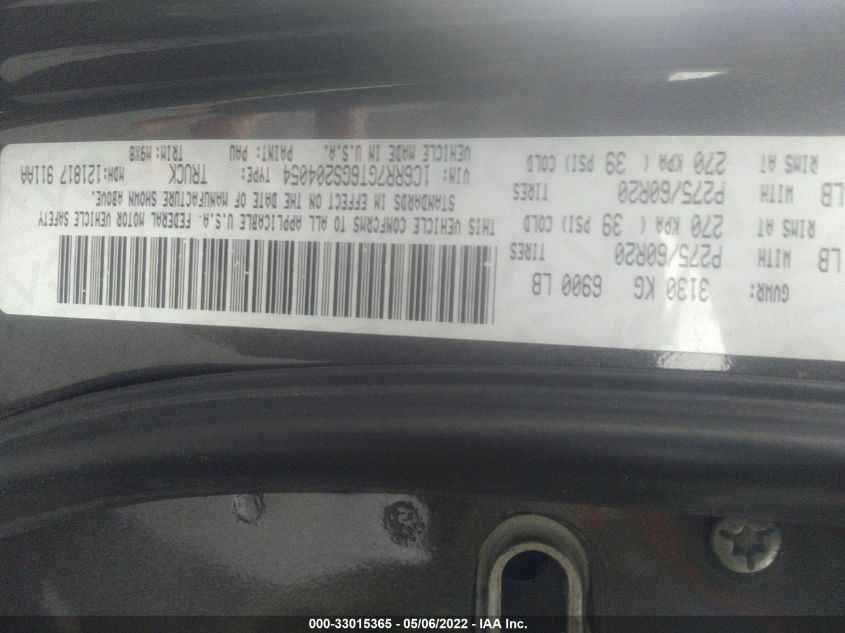 GVWR: 3130 KG 6900 LB
LB WITH P275/60R20 TIRES
RIMS AT 270 KPA ( 39 PSI) COLD
LB WITH P275/60R20 TIRES
RIMS AT 270 KPA ( 39 PSI) COLD
THIS VEHICLE CONFORMS TO ALL APPLICABLE U.S.A. FEDERAL MOTOR VEHICLE SAFETY
STANDARDS IN EFFECT ON THE DATE OF MANUFACTURE SHOWN ABOVE.
VIN: 1C6RR7GT6GS204054 TYPE: TRUCK MDH:121817 911AA
VEHICLE MADE IN U.S.A. PAINT: PAU TRIM: M9X8
000-33015365 - 05/06/2022 - IAA Inc.